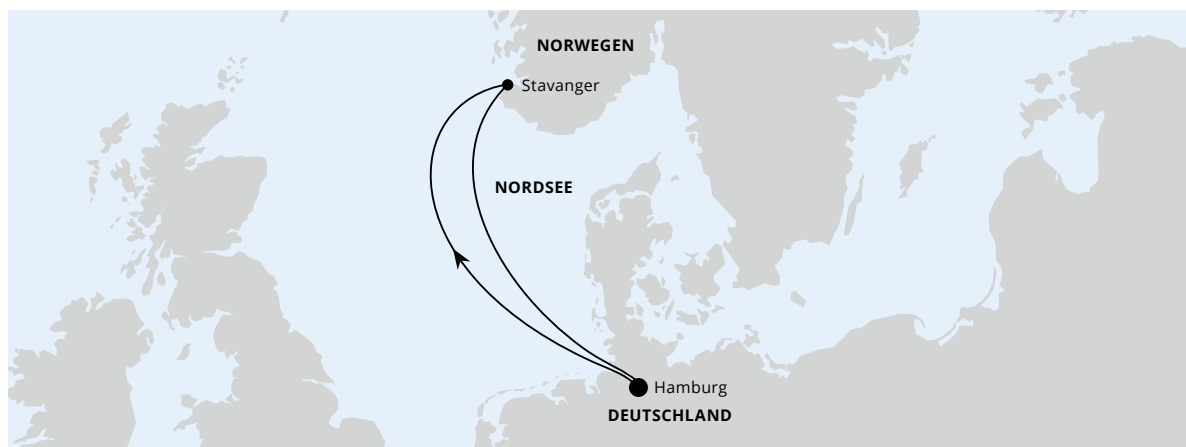 NORWEGEN
Stavanger
NORDSEE
Hamburg
DEUTSCHLAND